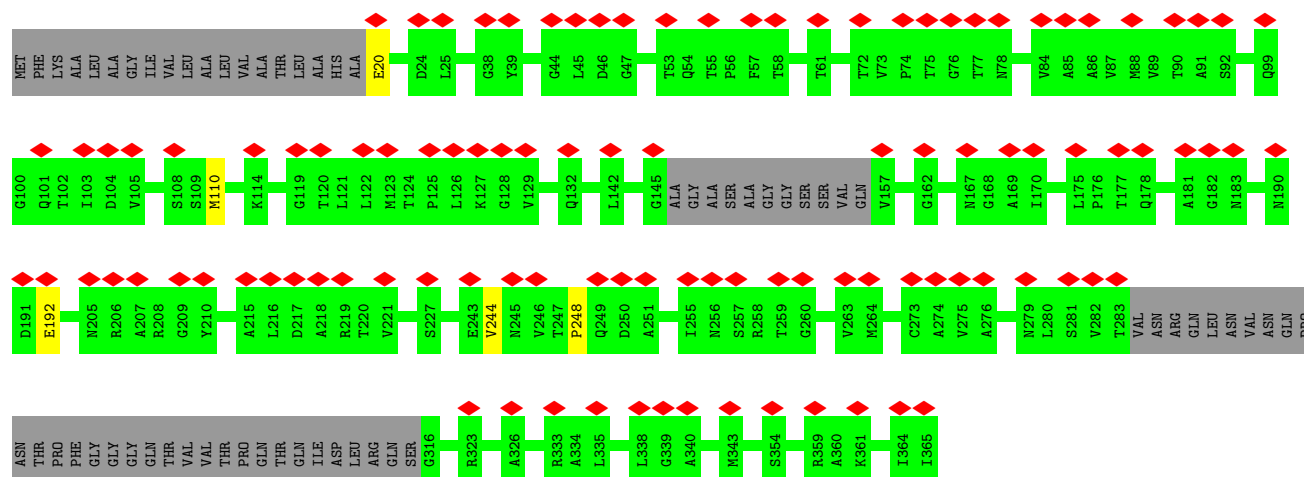 MET PHE LYS ALA LEU ALA GLY ILE VAL LEU ALA LEU VAL ALA THR LEU ALA HIS ALA E20 D24 L25 G38 Y39 G44 L45 D46 G47 T53 Q54 T55 P56 F57 T58 T61 T72 V73 P74 T75 G76 T77 N78 V84 A85 A86 V87 M88 V89 T90 A91 S92 Q99
G100 Q101 T102 I103 D104 V105 S108 S109 M110 K114 G119 T120 L121 L122 M123 T124 P125 L126 K127 G128 V129 Q132 L142 G145 ALA GLY ALA SER ALA GLY GLY SER SER VAL GLN V157 G162 N167 G168 A169 I170 L175 P176 T177 Q178 A181 G182 N183 N190
D191 E192 N205 R206 A207 R208 G209 Y210 A215 L216 D217 A218 R219 T220 V221 S227 E243 V244 N245 V246 T247 P248 Q249 D250 A251 I255 N256 S257 R258 T259 G260 V263 M264 C273 A274 V275 A276 N279 L280 S281 V282 T283 VAL ASN ARG GLN LEU ASN VAL ASN GLN PRO
ASN THR PRO PHE GLY GLY GLY GLN THR VAL VAL THR PRO GLN THR GLN ILE ASP LEU ARG GLN SER G316 R323 A326 R333 A334 L335 L338 G339 A340 M343 S354 R359 A360 K361 I364 I365